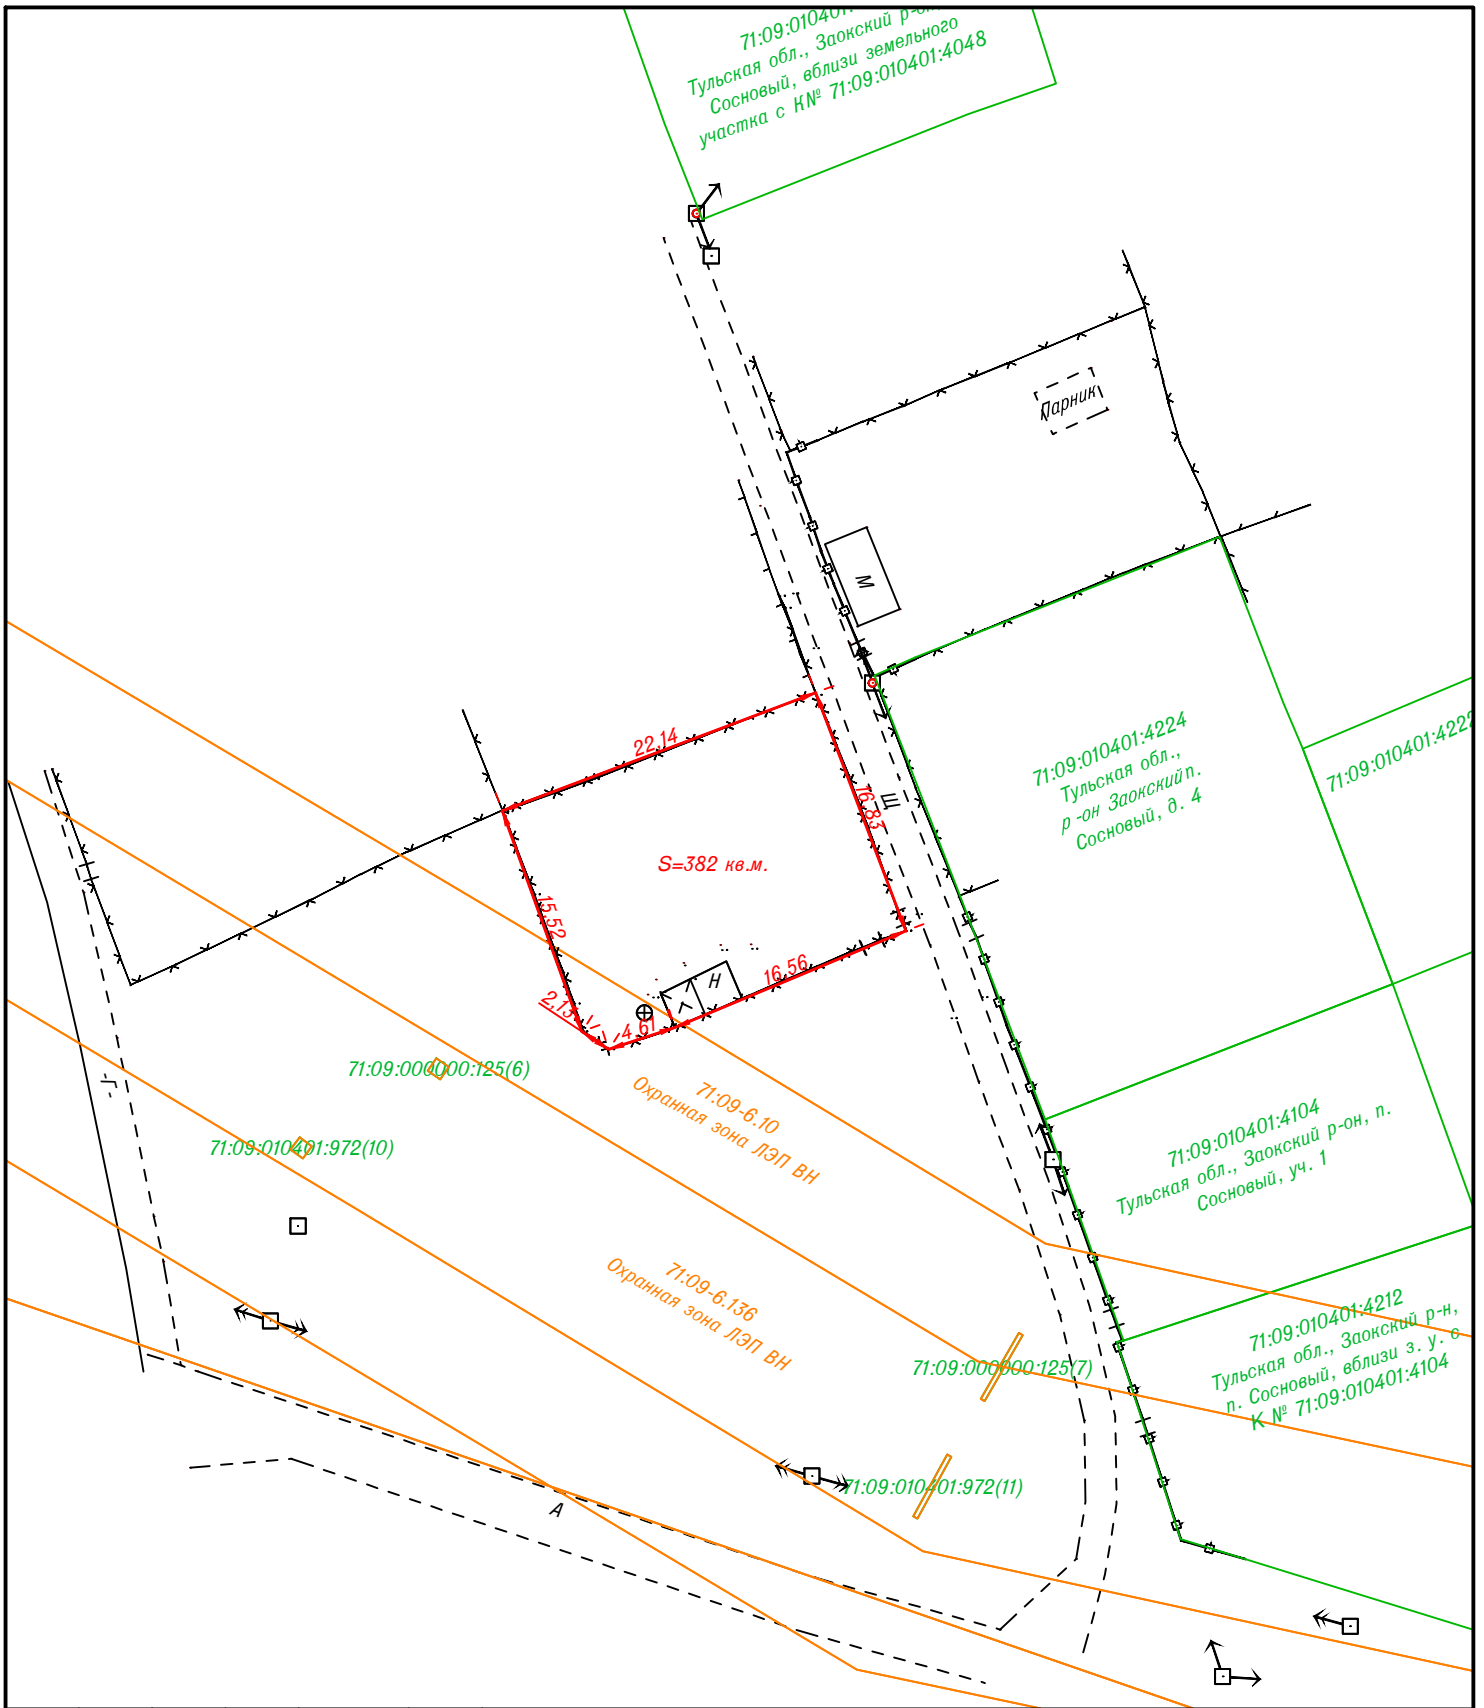 71:09:010401:
Тульская обл., Заокский р-он,
Сосновый, вблизи земельного
участка с К№ 71:09:010401:4048
Парник
М
22,14
16,83
Ш
S=382 кв.м.
15,52
16,56
Н
2,13
4,61
71:09:010401:4224
Тульская обл.,
р-он Заокский п.
Сосновый, д. 4
71:09:010401:4222
71:09:000000:125(6)
71:09:010401:972(10)
71:09-6.10
Охранная зона ЛЭП ВН
71:09:010401:4104
Тульская обл., Заокский р-он, п.
Сосновый, уч. 1
71:09-6.136
Охранная зона ЛЭП ВН
71:09:010401:4212
Тульская обл., Заокский р-н,
п. Сосновый, вблизи з. у. с
К № 71:09:010401:4104
71:09:000000:125(7)
71:09:010401:972(11)
А